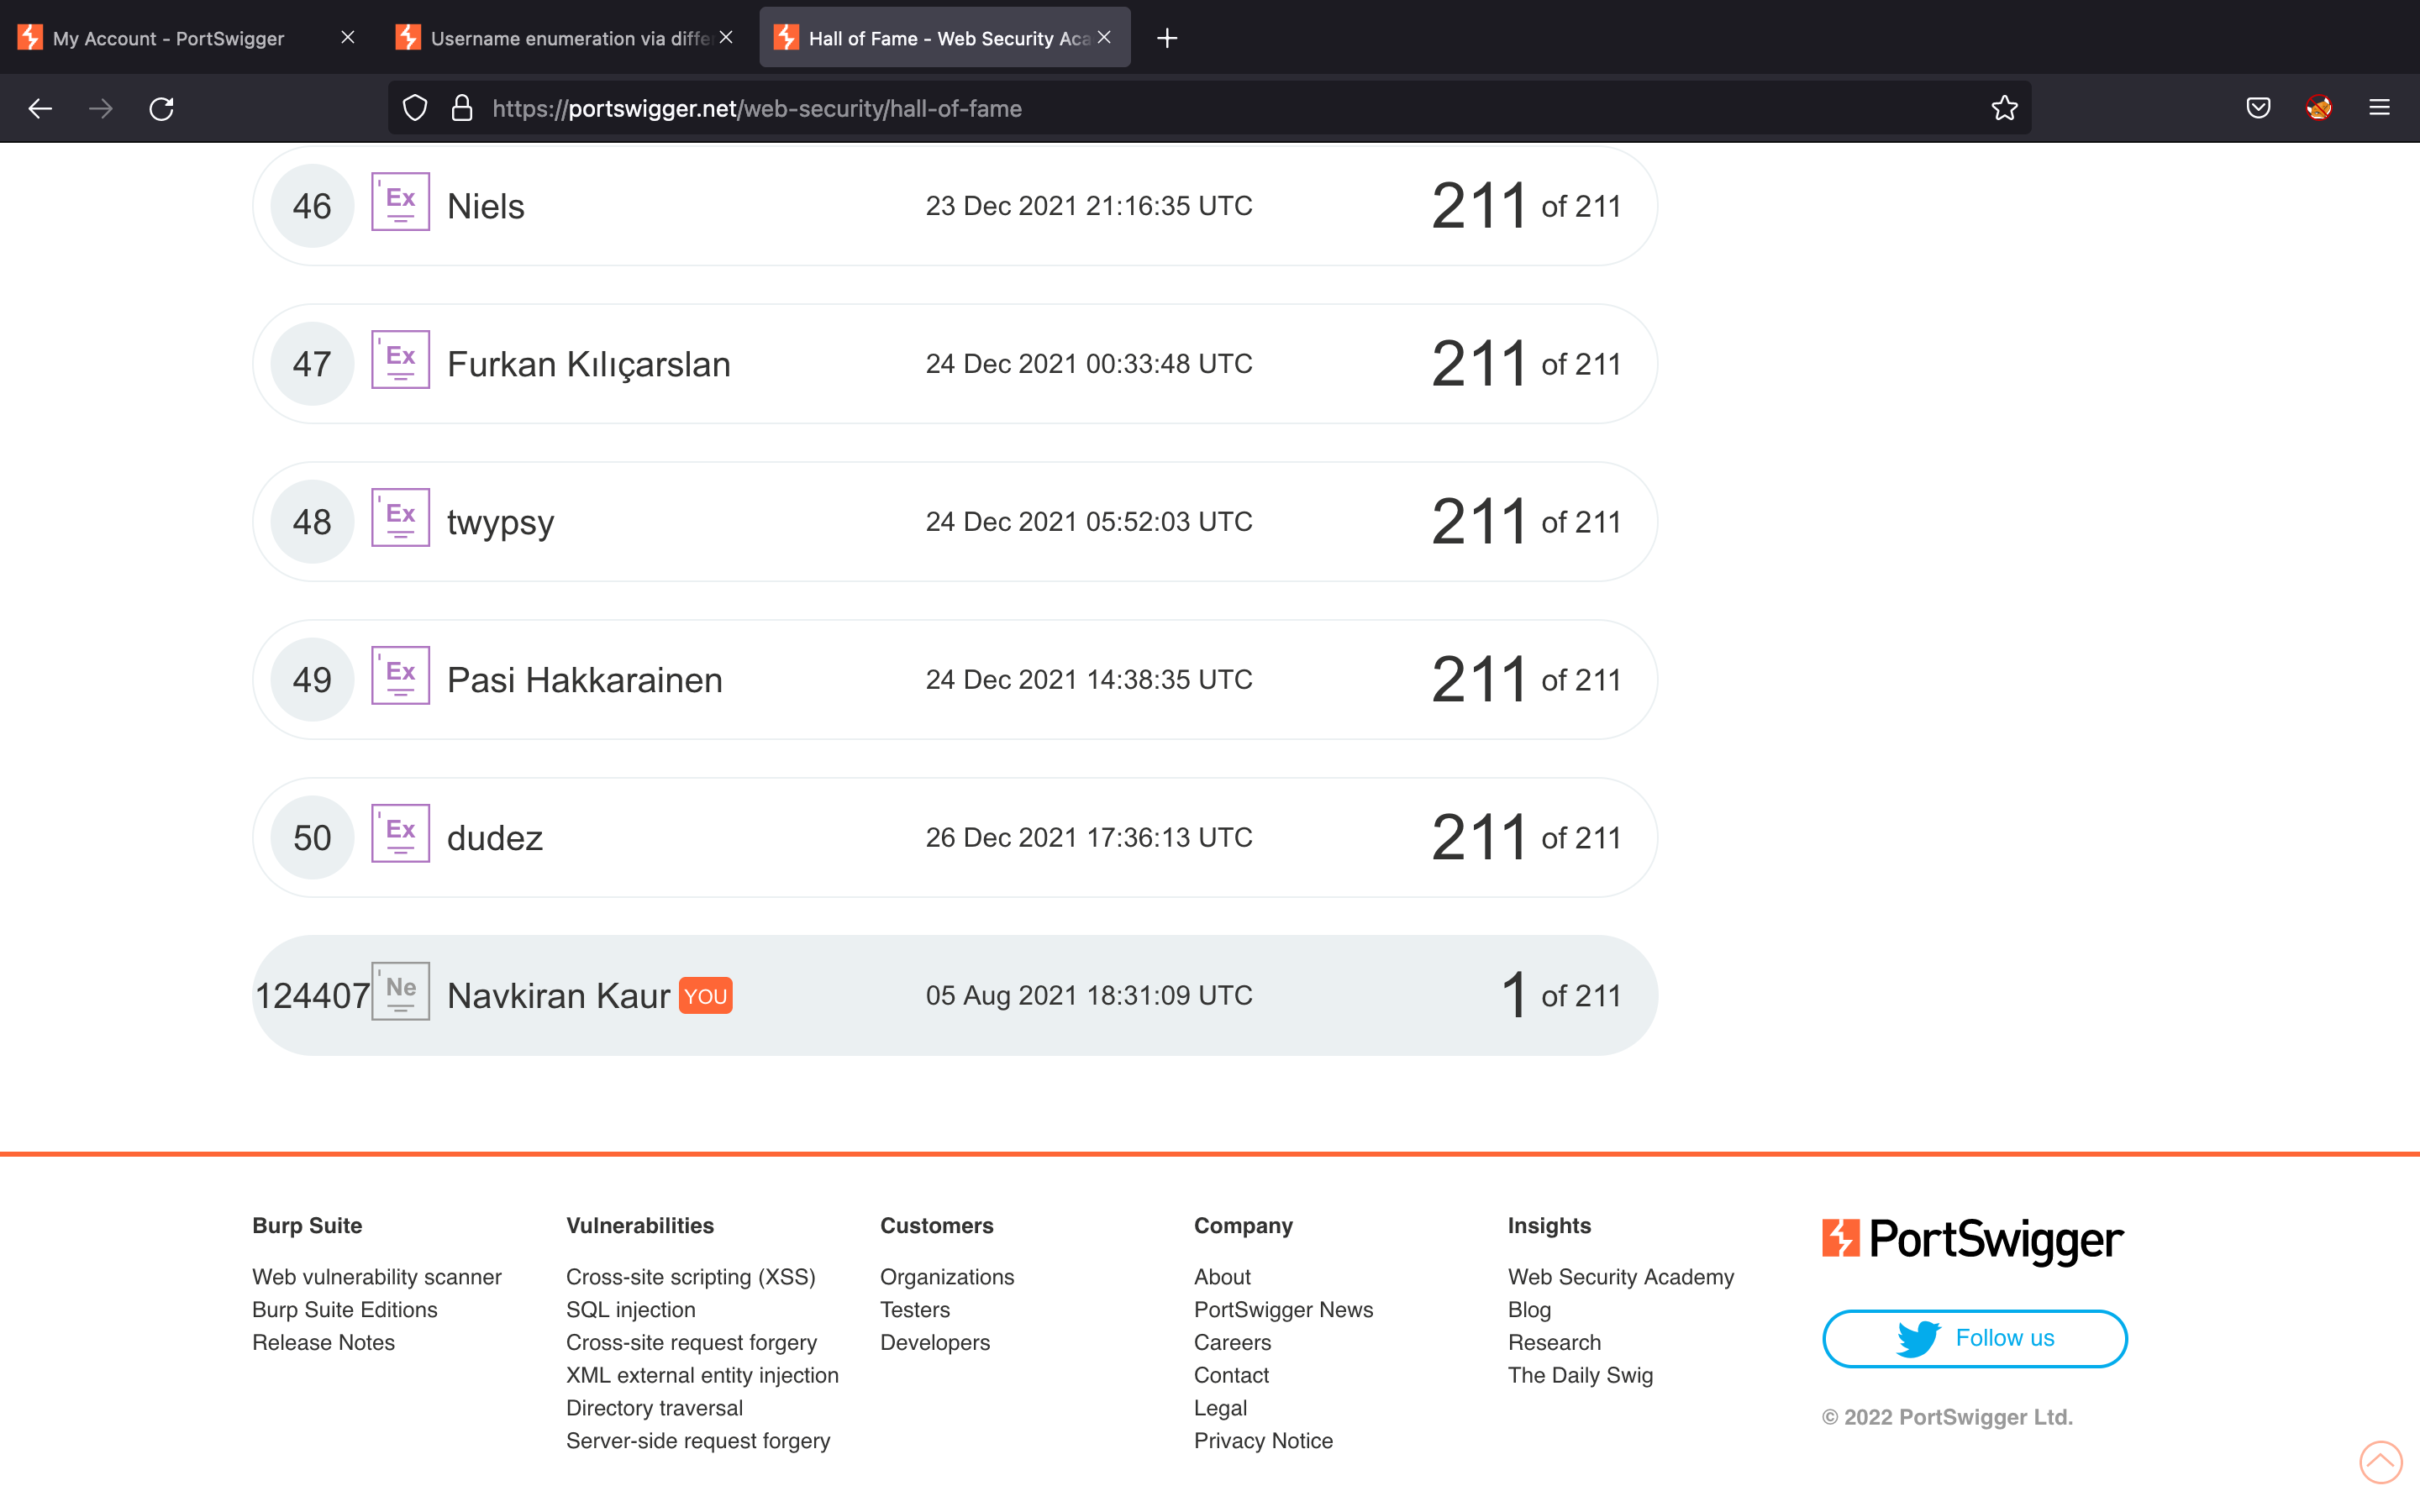 My Account - PortSwigger
Username enumeration via diffe
Hall of Fame - Web Security Aca
https://portswigger.net/web-security/hall-of-fame
46 Ex Niels 23 Dec 2021 21:16:35 UTC 211 of 211
47 Ex Furkan Kılıçarslan 24 Dec 2021 00:33:48 UTC 211 of 211
48 Ex twypsy 24 Dec 2021 05:52:03 UTC 211 of 211
49 Ex Pasi Hakkarainen 24 Dec 2021 14:38:35 UTC 211 of 211
50 Ex dudez 26 Dec 2021 17:36:13 UTC 211 of 211
124407 Ne Navkiran Kaur YOU 05 Aug 2021 18:31:09 UTC 1 of 211
Burp Suite
Web vulnerability scanner
Burp Suite Editions
Release Notes
Vulnerabilities
Cross-site scripting (XSS)
SQL injection
Cross-site request forgery
XML external entity injection
Directory traversal
Server-side request forgery
Customers
Organizations
Testers
Developers
Company
About
PortSwigger News
Careers
Contact
Legal
Privacy Notice
Insights
Web Security Academy
Blog
Research
The Daily Swig
PortSwigger
Follow us
© 2022 PortSwigger Ltd.